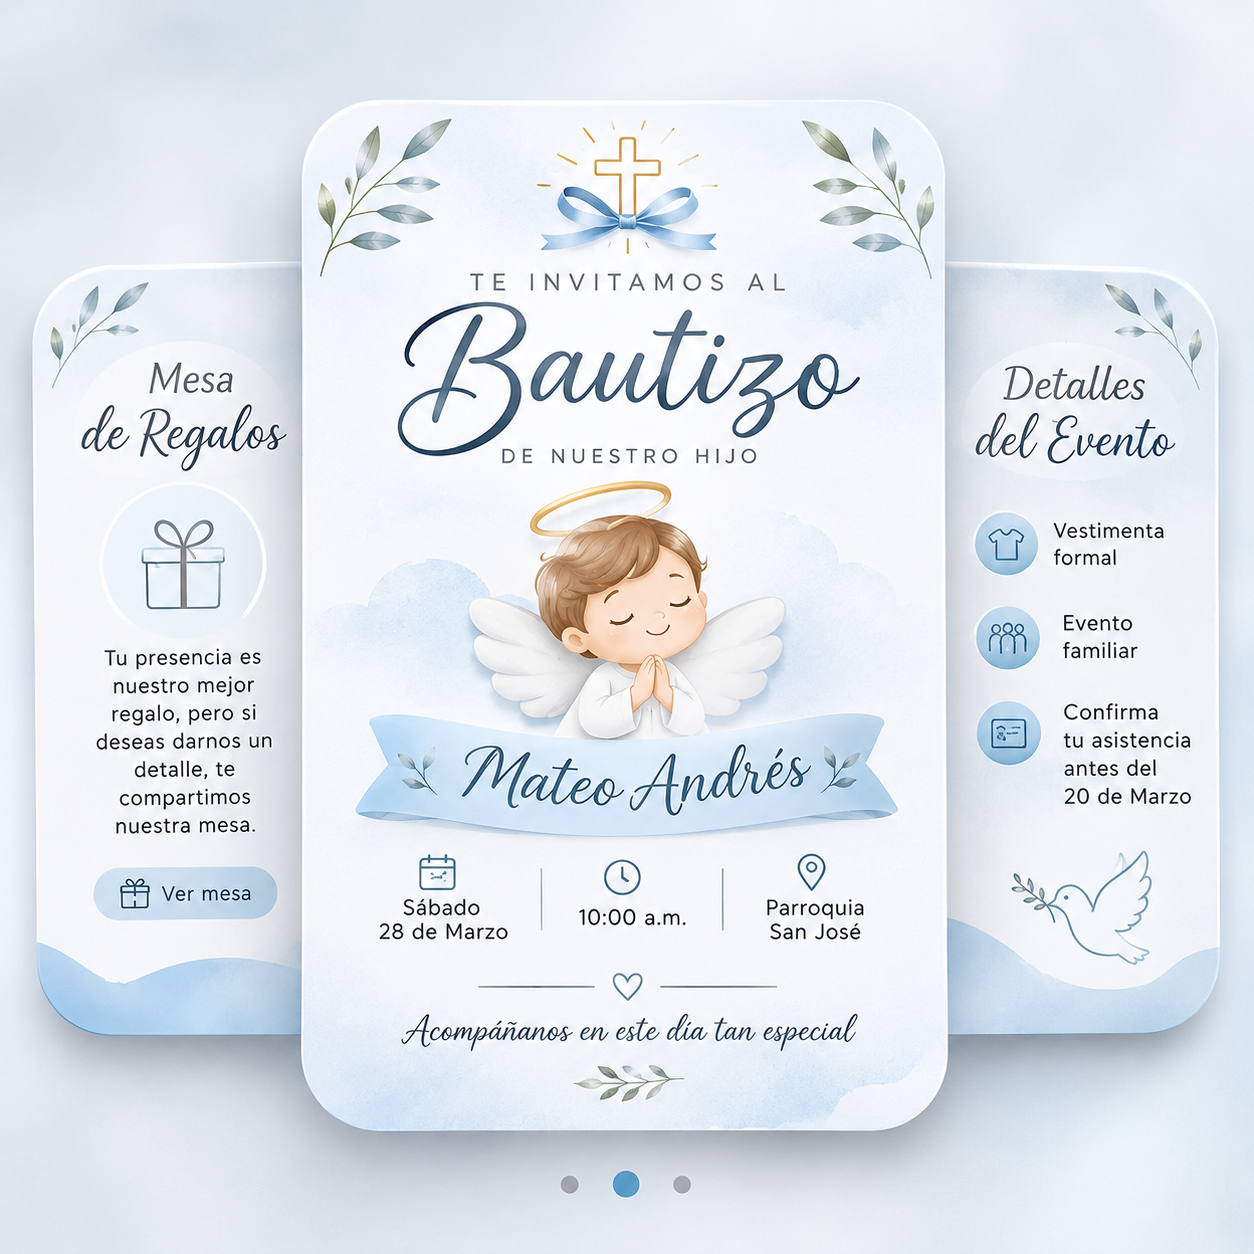 TE INVITAMOS AL
Bautizo
DE NUESTRO HIJO
Mateo Andrés
Sábado
28 de Marzo
10:00 a.m.
Parroquia
San José
Acompáñanos en este día tan especial
Mesa
de Regalos
Tu presencia es
nuestro mejor
regalo, pero si
deseas darnos un
detalle, te
compartimos
nuestra mesa.
Ver mesa
Detalles
del Evento
Vestimenta
formal
Evento
familiar
Confirma
tu asistencia
antes del
20 de Marzo